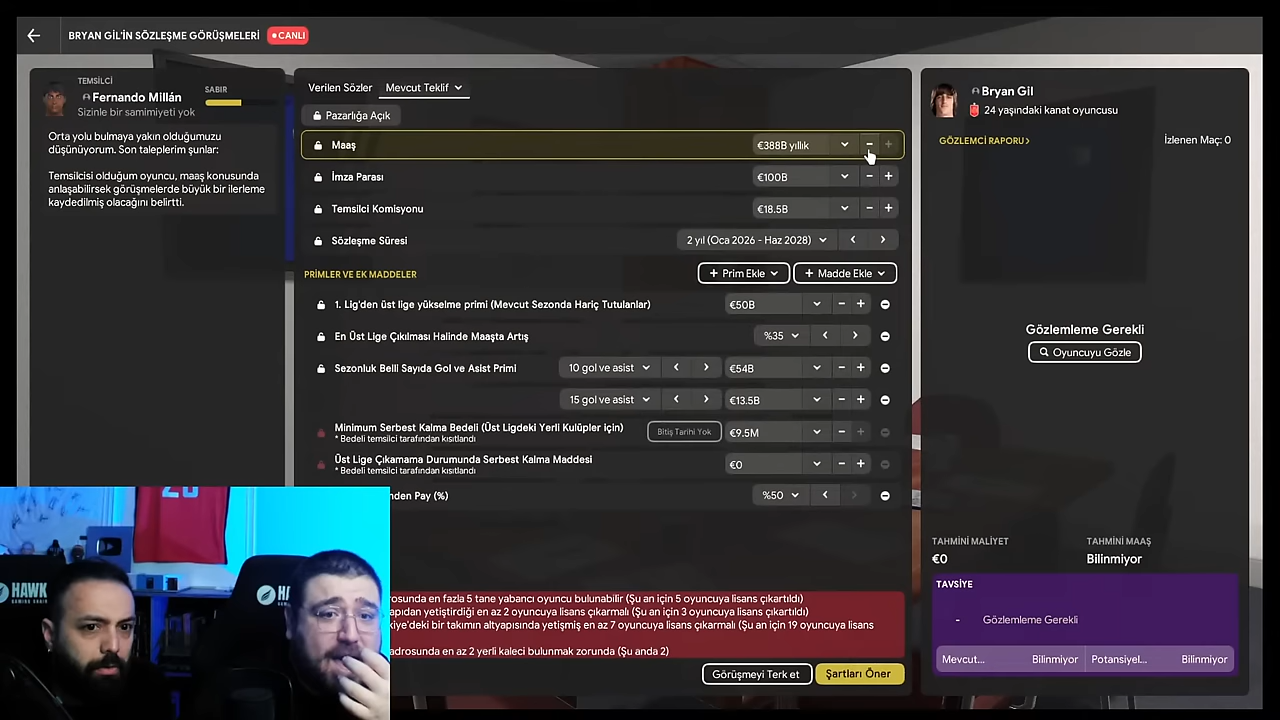 BRYAN GIL'IN SÖZLEŞME GÖRÜŞMELERİ
CANLI
TEMSİLCİ
Fernando Millán
Sizinle bir samimiyeti yok
SABIR
Orta yolu bulmaya yakın olduğumuzu
düşünüyorum. Son taleplerim şunlar:
Temsilcisi olduğum oyuncu, maaş konusunda
anlaşabilirsek görüşmelerde büyük bir ilerleme
kaydedilmiş olacağını belirtti.
Verilen Sözler Mevcut Teklif
Pazarlığa Açık
Maaş €388B yıllık
İmza Parası €100B
Temsilci Komisyonu €18.5B
Sözleşme Süresi 2 yıl (Oca 2026 - Haz 2028)
PRİMLER VE EK MADDELER + Prim Ekle + Madde Ekle
1. Lig'den üst lige yükselme primi (Mevcut Sezonda Hariç Tutulanlar) €50B
En Üst Lige Çıkılması Halinde Maaşta Artış %35
Sezonluk Belli Sayıda Gol ve Asist Primi 10 gol ve asist €54B
15 gol ve asist €13.5B
Minimum Serbest Kalma Bedeli (Üst Ligdeki Yerli Kulüpler için) Bitiş Tarihi Yok €9.5M
* Bedeli temsilci tarafından kısıtlandı
Üst Lige Çıkamama Durumunda Serbest Kalma Maddesi €0
* Bedeli temsilci tarafından kısıtlandı
nden Pay (%) %50
rosunda en fazla 5 tane yabancı oyuncu bulunabilir (Şu an için 5 oyuncuya lisans çıkartıldı)
apıdan yetiştirdiği en az 2 oyuncuya lisans çıkarmalı (Şu an için 3 oyuncuya lisans çıkartıldı)
kiye'deki bir takımın altyapısında yetişmiş en az 7 oyuncuya lisans çıkarmalı (Şu an için 19 oyuncuya lisans
adrosunda en az 2 yerli kaleci bulunmak zorunda (Şu anda 2)
Görüşmeyi Terk et Şartları Öner
Bryan Gil
24 yaşındaki kanat oyuncusu
GÖZLEMCİ RAPORU> İzlenen Maç: 0
Gözlemleme Gerekli
Oyuncuyu Gözle
TAHMİNİ MALİYET TAHMİNİ MAAŞ
€0 Bilinmiyor
TAVSİYE
- Gözlemleme Gerekli
Mevcut... Bilinmiyor Potansiyel... Bilinmiyor
HAWK
HA